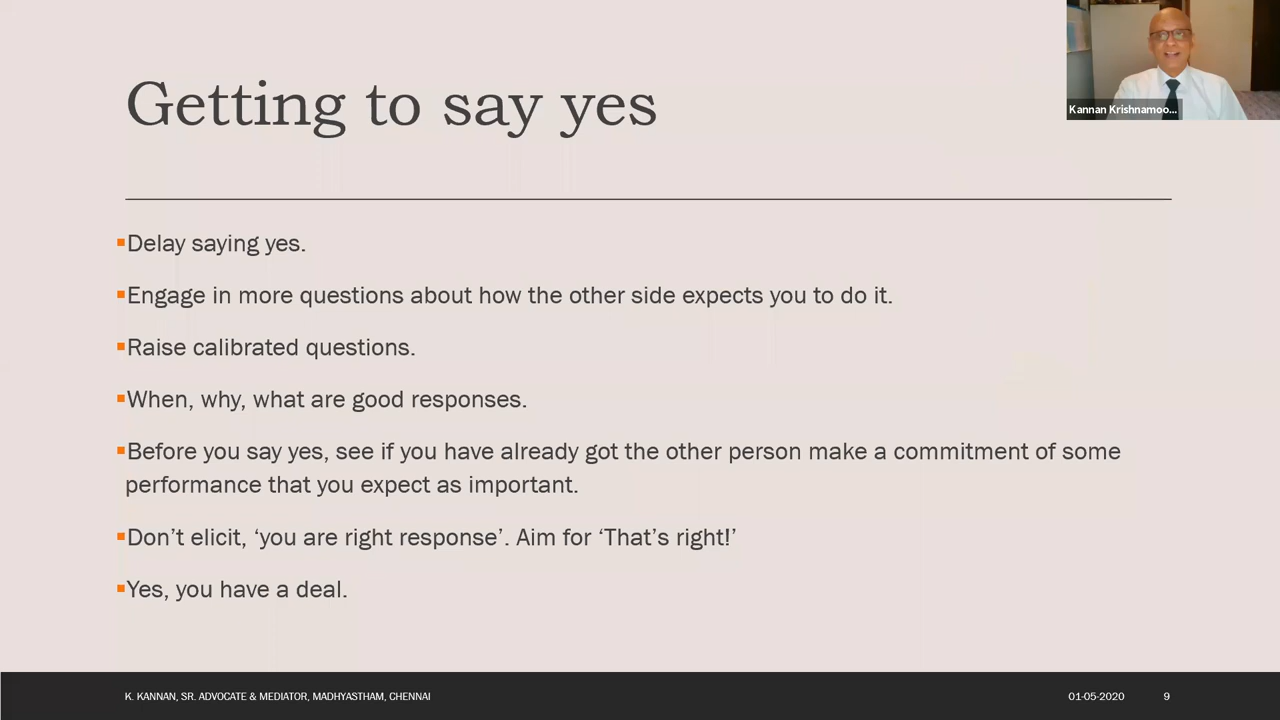 Getting to say yes
Kannan Krishnamoo...
▪Delay saying yes.
▪Engage in more questions about how the other side expects you to do it.
▪Raise calibrated questions.
▪When, why, what are good responses.
▪Before you say yes, see if you have already got the other person make a commitment of some
performance that you expect as important.
▪Don’t elicit, ‘you are right response’. Aim for ‘That’s right!’
▪Yes, you have a deal.
K. KANNAN, SR. ADVOCATE & MEDIATOR, MADHYASTHAM, CHENNAI
01-05-2020
9